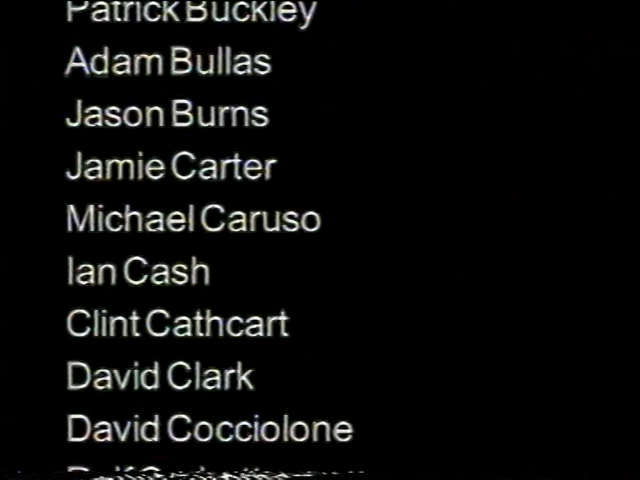 Patrick Buckley
Adam Bullas
Jason Burns
Jamie Carter
Michael Caruso
Ian Cash
Clint Cathcart
David Clark
David Cocciolone